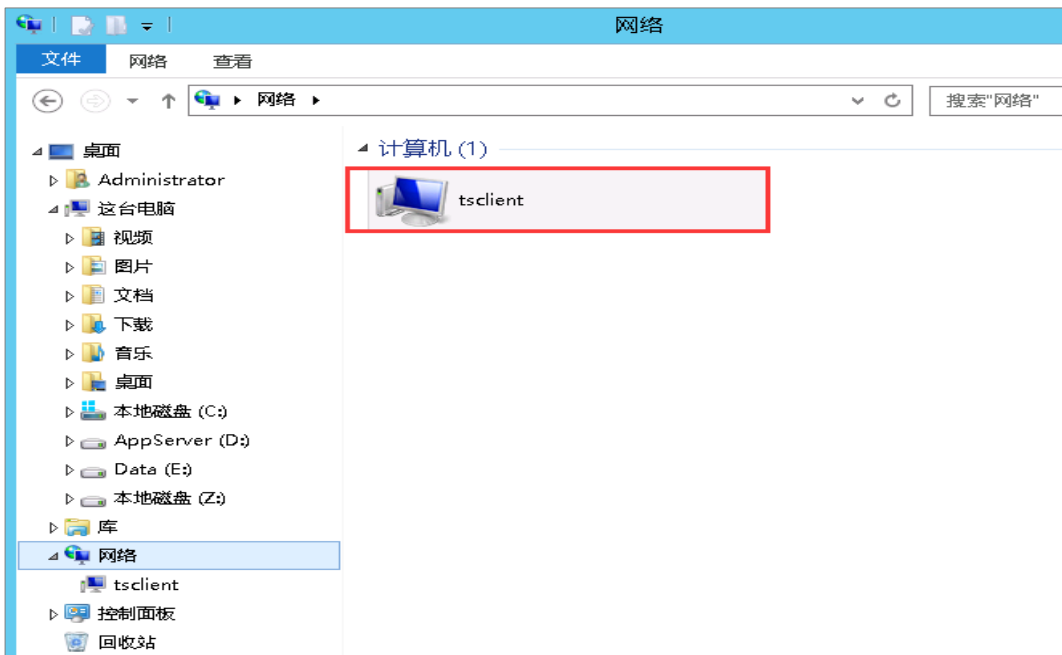 网络
文件 网络 查看
网络
搜索"网络"
桌面
Administrator
这台电脑
视频
图片
文档
下载
音乐
桌面
本地磁盘 (C:)
AppServer (D:)
Data (E:)
本地磁盘 (Z:)
库
网络
tsclient
控制面板
回收站
计算机 (1)
tsclient